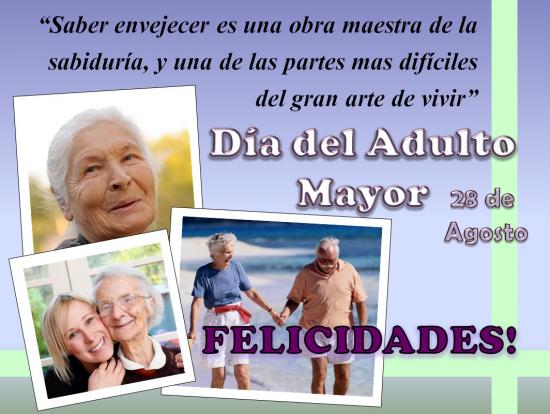 “Saber envejecer es una obra maestra de la
sabiduría, y una de las partes mas difíciles
del gran arte de vivir”
Día del Adulto
Mayor
28 de
Agosto
FELICIDADES!